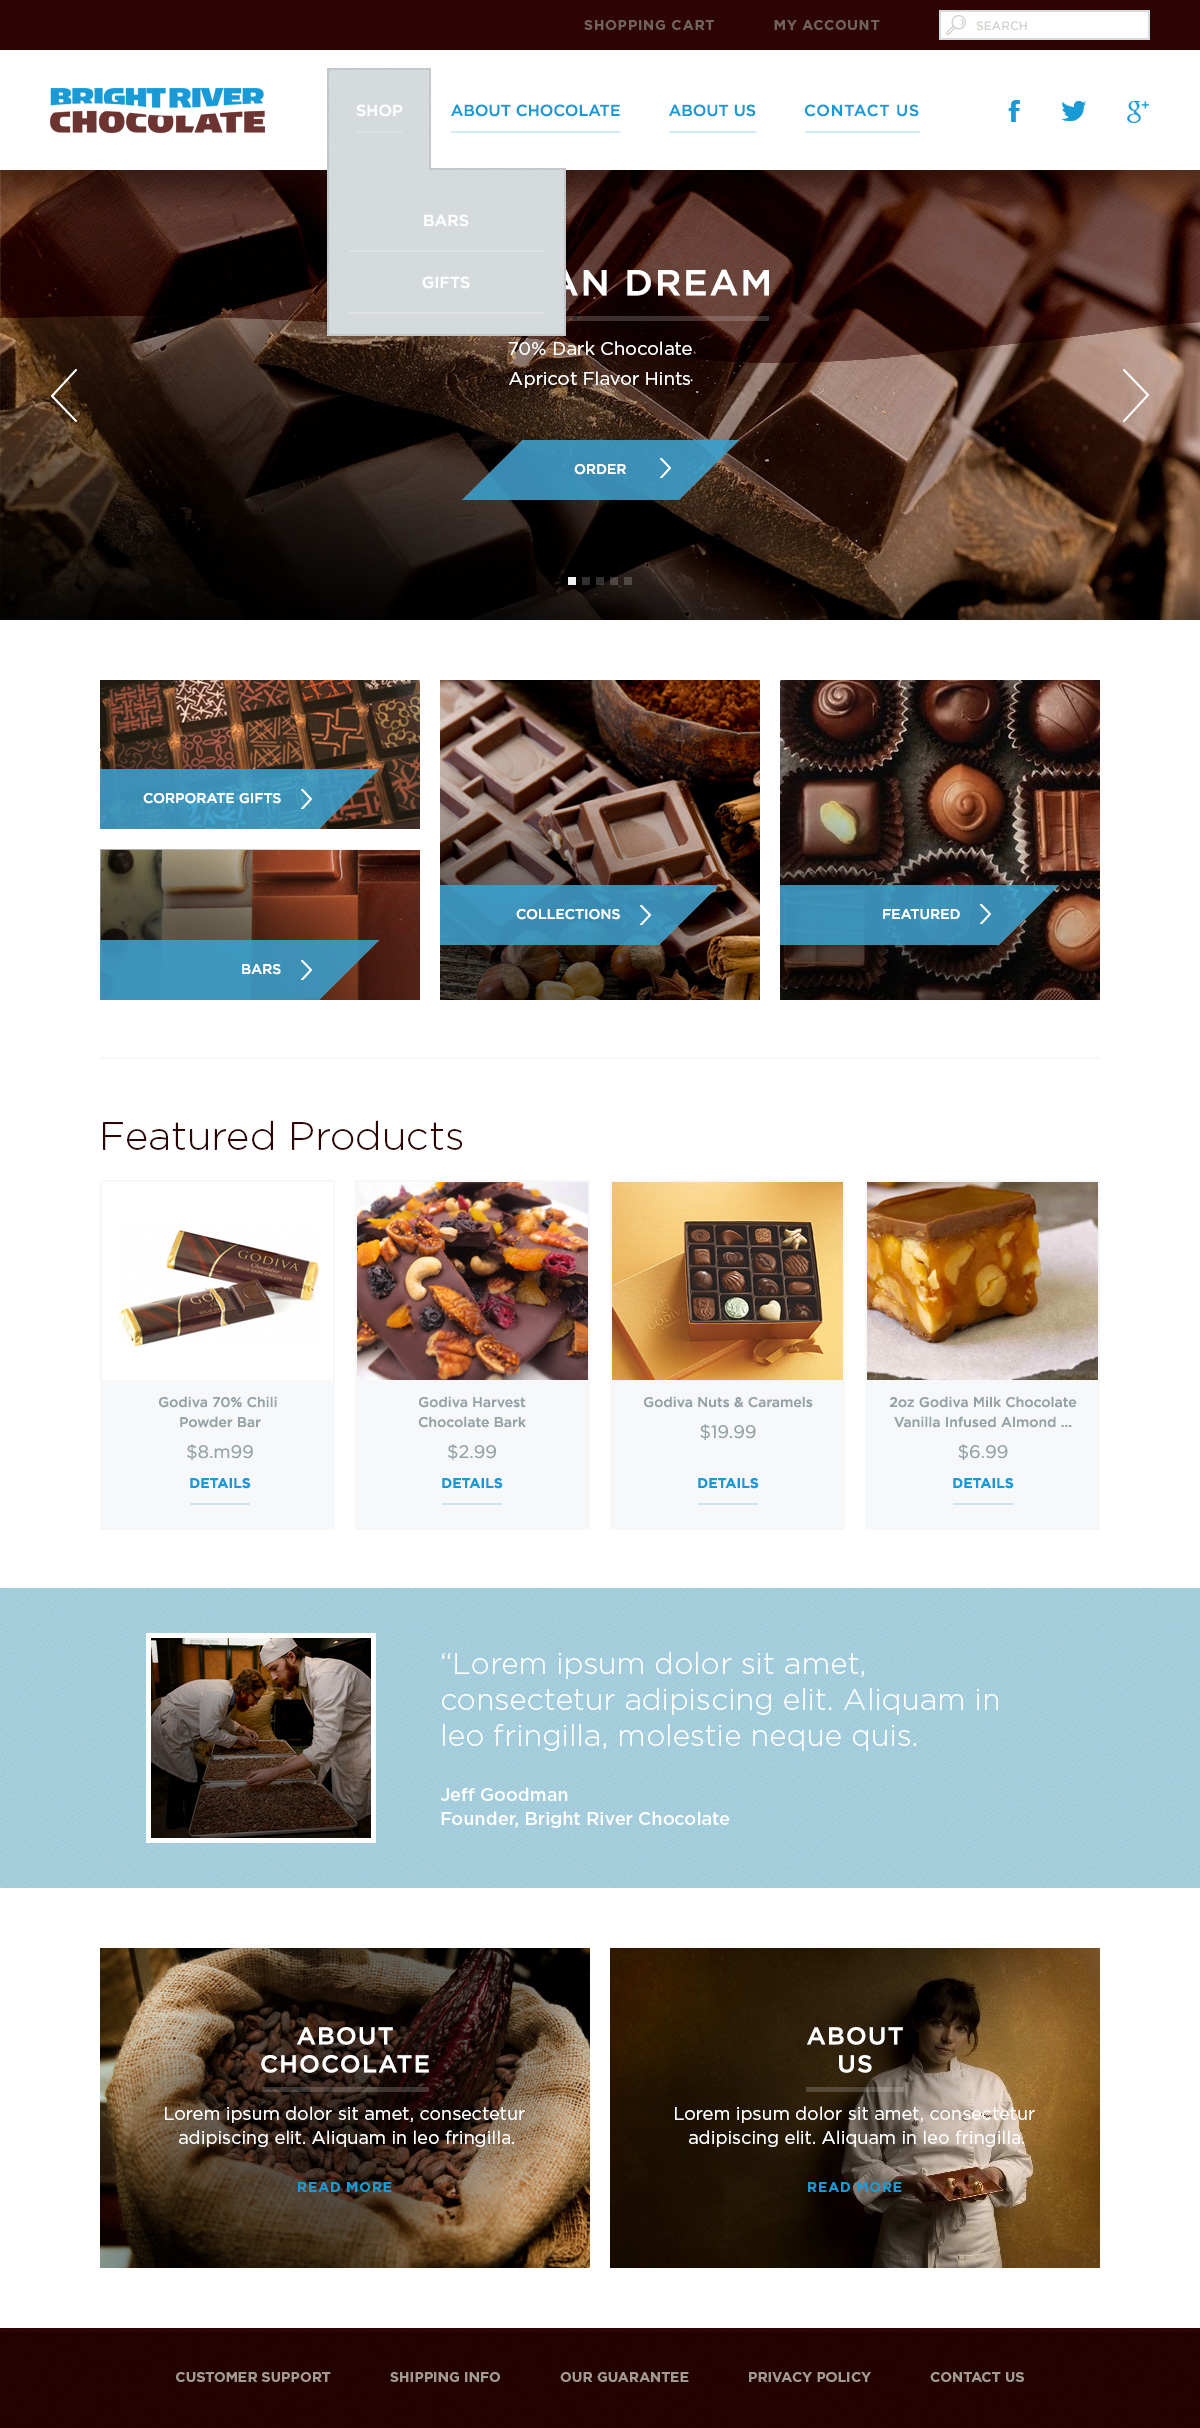 SHOPPING CART
MY ACCOUNT
SEARCH
BRIGHT RIVER
CHOCOLATE
SHOP
ABOUT CHOCOLATE
ABOUT US
CONTACT US
BARS
GIFTS
AN DREAM
70% Dark Chocolate
Apricot Flavor Hints
ORDER
CORPORATE GIFTS
BARS
COLLECTIONS
FEATURED
Featured Products
GODIVA
Godiva 70% Chili
Powder Bar
$8.m99
DETAILS
Godiva Harvest
Chocolate Bark
$2.99
DETAILS
Godiva Nuts & Caramels
$19.99
DETAILS
2oz Godiva Milk Chocolate
Vanilla Infused Almond ...
$6.99
DETAILS
“Lorem ipsum dolor sit amet,
consectetur adipiscing elit. Aliquam in
leo fringilla, molestie neque quis.
Jeff Goodman
Founder, Bright River Chocolate
ABOUT
CHOCOLATE
Lorem ipsum dolor sit amet, consectetur
adipiscing elit. Aliquam in leo fringilla.
READ MORE
ABOUT
US
Lorem ipsum dolor sit amet, consectetur
adipiscing elit. Aliquam in leo fringilla.
READ MORE
CUSTOMER SUPPORT
SHIPPING INFO
OUR GUARANTEE
PRIVACY POLICY
CONTACT US